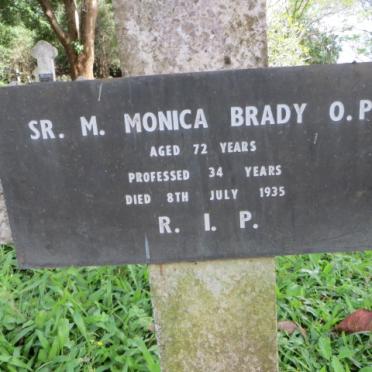 SR. M. MONICA BRADY O.P
AGED 72 YEARS
PROFESSED 34 YEARS
DIED 8TH JULY 1935
R. I. P.